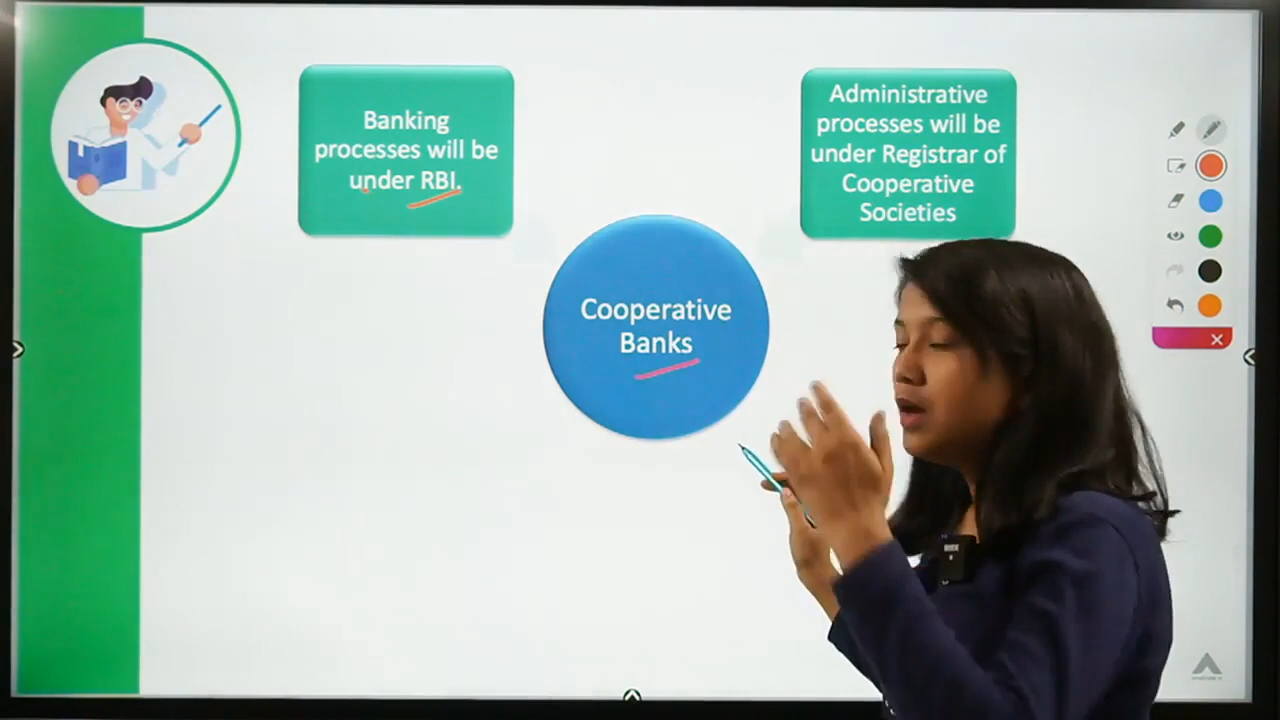 Banking
processes will be
under RBI.
Administrative
processes will be
under Registrar of
Cooperative
Societies
Cooperative
Banks